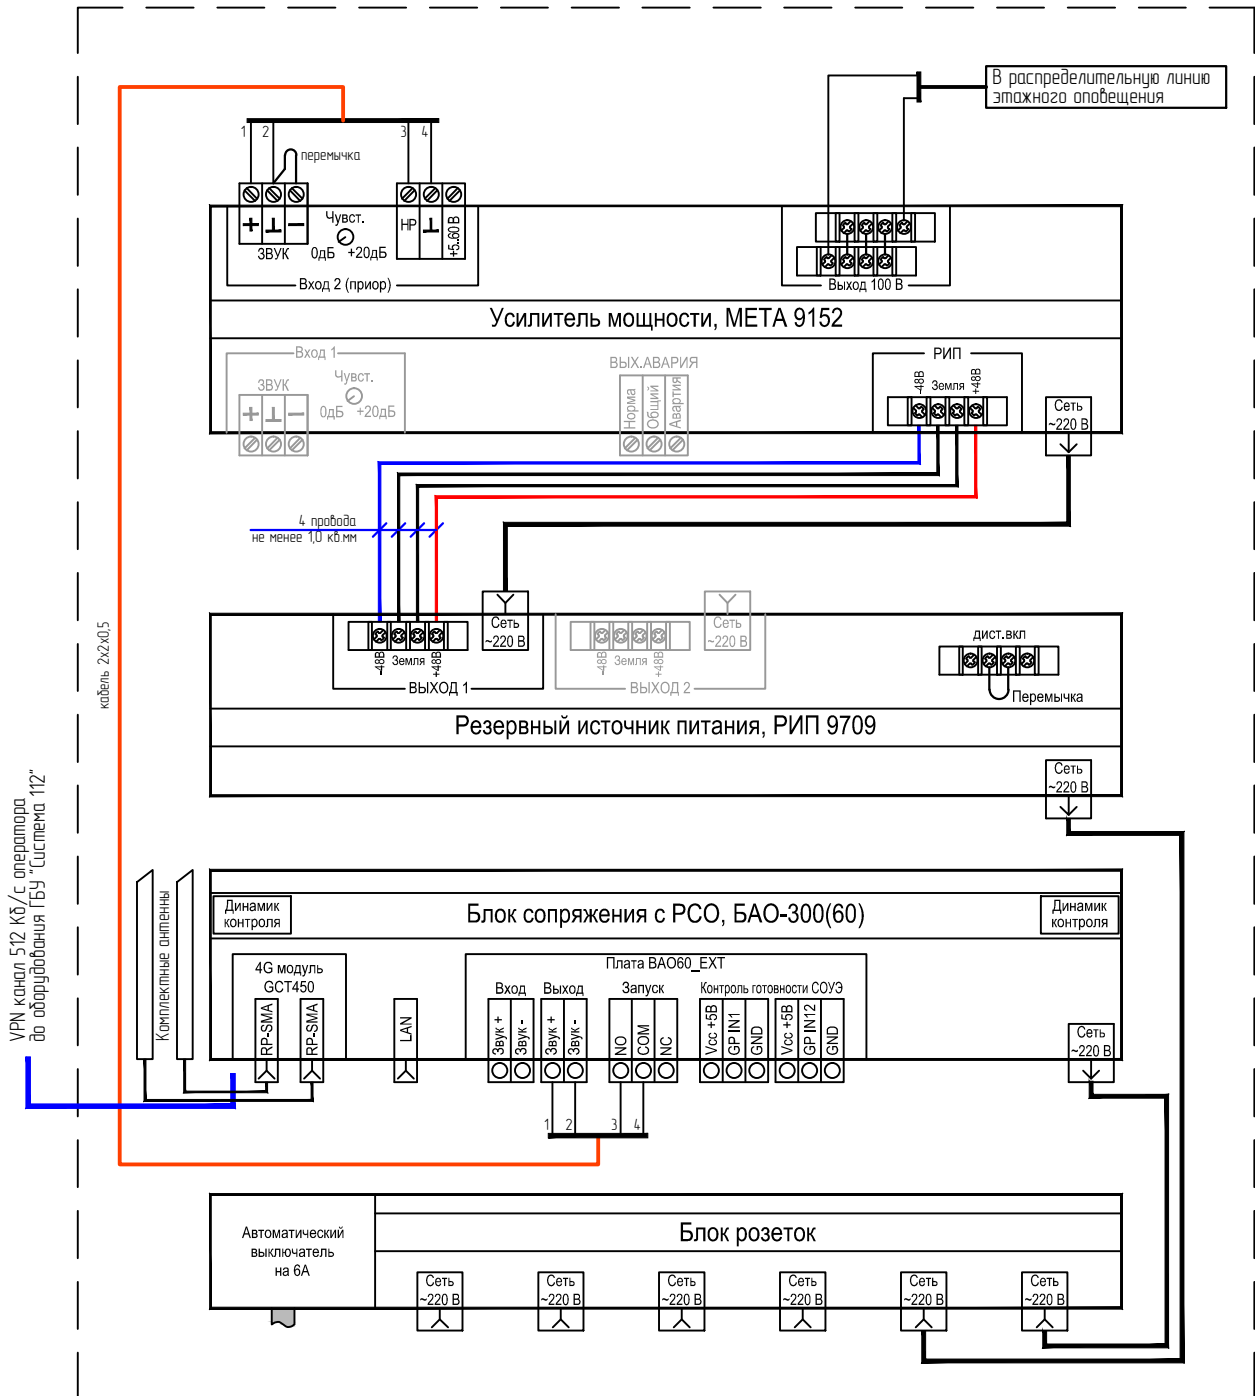 В распределительную линию
этажного оповещения
1
2
3
4
перемычка
+
⊥
—
Чувст.
0дБ
+20дБ
ЗВУК
НР
⊥
+5..60 В
Вход 2 (приор)
Выход 100 В
Усилитель мощности, МЕТА 9152
Вход 1
ЗВУК
Чувст.
+
⊥
—
0дБ
+20дБ
ВЫХ.АВАРИЯ
Норма
Общий
Авартия
РИП
-48В
Земля
+48В
Сеть
~220 В
4 провода
не менее 1,0 кв.мм
кабель 2х2х0,5
Сеть
~220 В
-48В
Земля
+48В
ВЫХОД 1
Сеть
~220 В
-48В
Земля
+48В
ВЫХОД 2
дист.вкл
Перемычка
Резервный источник питания, РИП 9709
Сеть
~220 В
VPN канал 512 Кб/с оператора
до оборудования ГБУ "Система 112"
Комплектные антенны
Динамик
контроля
Блок сопряжения с РСО, БАО-300(60)
Динамик
контроля
4G модуль
GCT450
RP-SMA
RP-SMA
LAN
Плата BAO60_EXT
Вход
Выход
Запуск
Контроль готовности СОУЭ
Звук +
Звук -
Звук +
Звук -
NO
COM
NC
Vcc +5В
GP IN1
GND
Vcc +5В
GP IN12
GND
Сеть
~220 В
1
2
3
4
Автоматический
выключатель
на 6А
Блок розеток
Сеть
~220 В
Сеть
~220 В
Сеть
~220 В
Сеть
~220 В
Сеть
~220 В
Сеть
~220 В